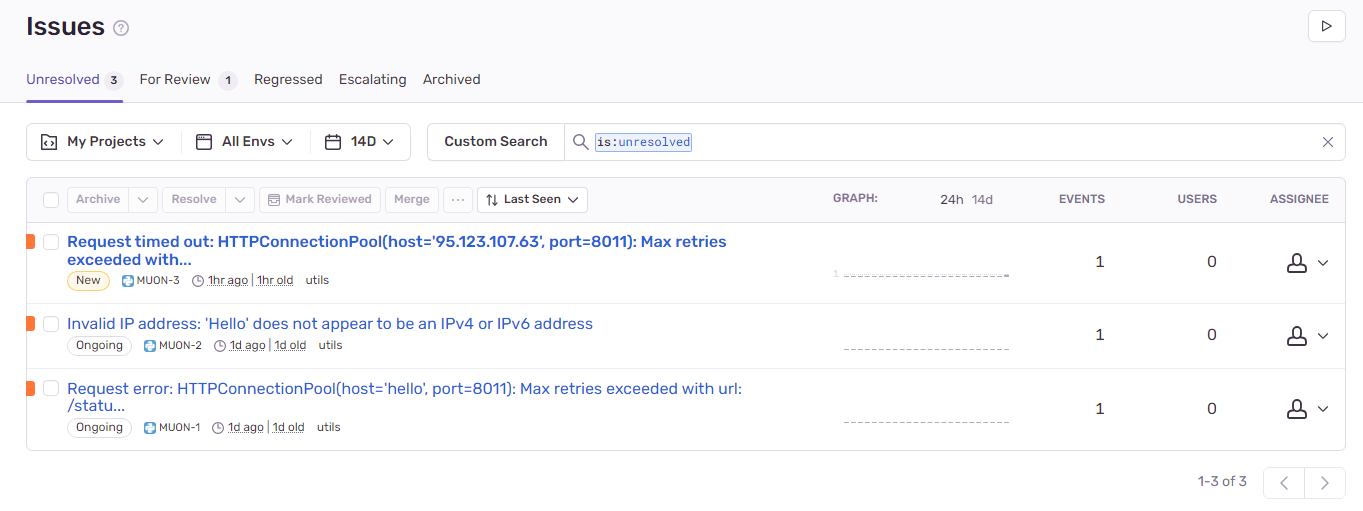 Issues ?
Unresolved 3 For Review 1 Regressed Escalating Archived
My Projects All Envs 14D Custom Search is:unresolved
Archive Resolve Mark Reviewed Merge ... Last Seen GRAPH: 24h 14d EVENTS USERS ASSIGNEE
Request timed out: HTTPConnectionPool(host='95.123.107.63', port=8011): Max retries
exceeded with...
1 1 0
New MUON-3 1hr ago | 1hr old utils
Invalid IP address: 'Hello' does not appear to be an IPv4 or IPv6 address
1 0
Ongoing MUON-2 1d ago | 1d old utils
Request error: HTTPConnectionPool(host='hello', port=8011): Max retries exceeded with url:
/statu...
1 0
Ongoing MUON-1 1d ago | 1d old utils
1-3 of 3